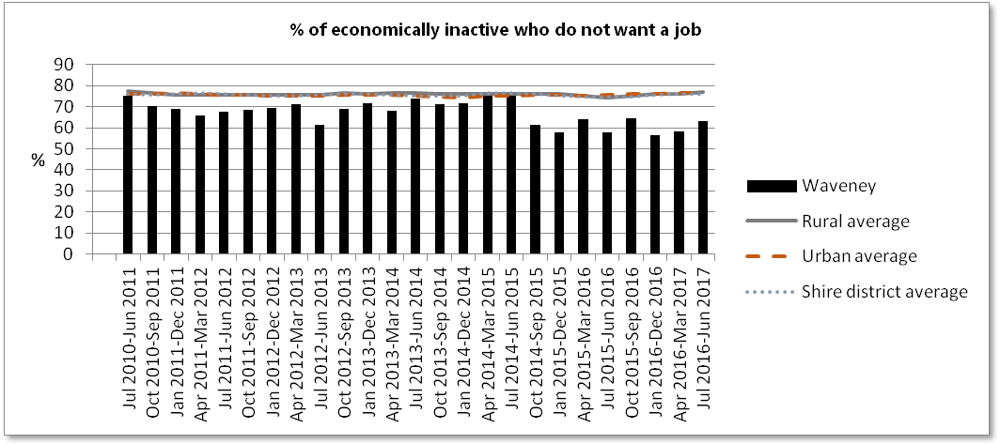 % of economically inactive who do not want a job
90
80
70
60
50
40
30
20
10
0
%
Jul 2010-Jun 2011
Oct 2010-Sep 2011
Jan 2011-Dec 2011
Apr 2011-Mar 2012
Jul 2011-Jun 2012
Oct 2011-Sep 2012
Jan 2012-Dec 2012
Apr 2012-Mar 2013
Jul 2012-Jun 2013
Oct 2012-Sep 2013
Jan 2013-Dec 2013
Apr 2013-Mar 2014
Jul 2013-Jun 2014
Oct 2013-Sep 2014
Jan 2014-Dec 2014
Apr 2014-Mar 2015
Jul 2014-Jun 2015
Oct 2014-Sep 2015
Jan 2015-Dec 2015
Apr 2015-Mar 2016
Jul 2015-Jun 2016
Oct 2015-Sep 2016
Jan 2016-Dec 2016
Apr 2016-Mar 2017
Jul 2016-Jun 2017
Waveney
Rural average
Urban average
Shire district average